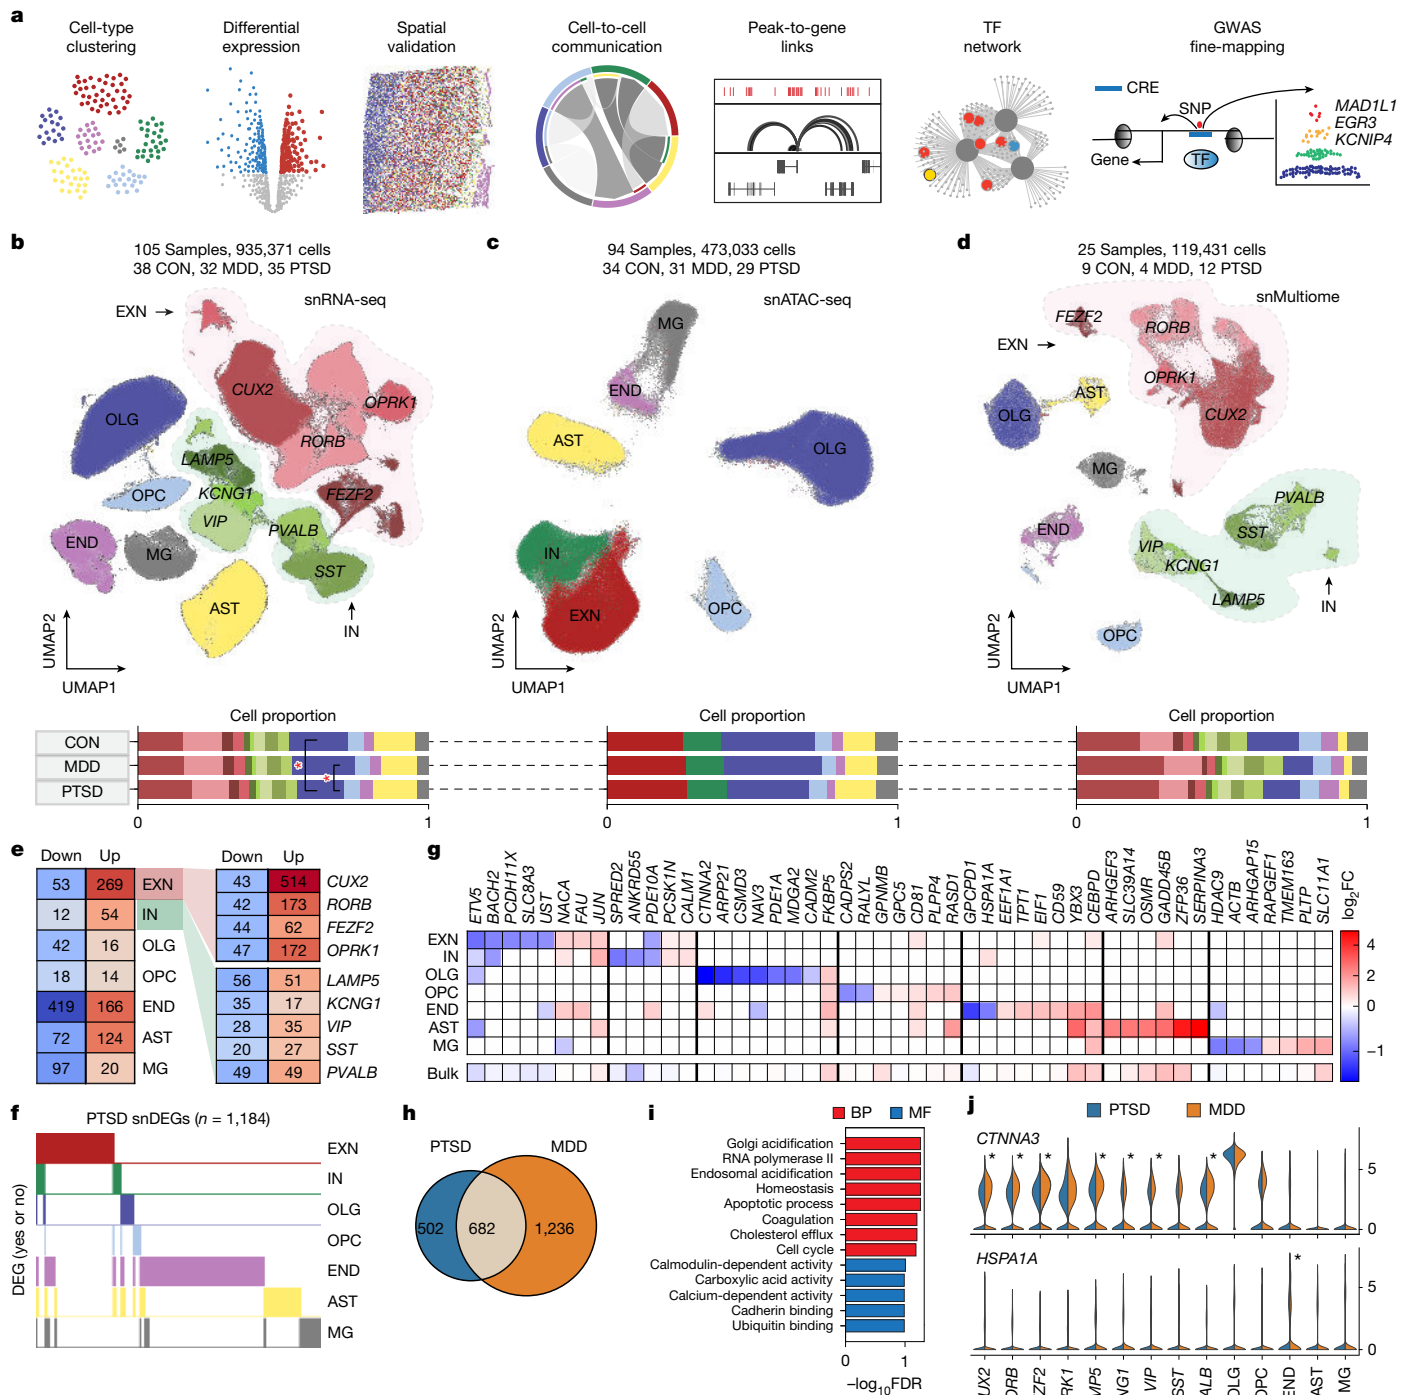 a
Cell-type
clustering
Differential
expression
Spatial
validation
Cell-to-cell
communication
Peak-to-gene
links
TF
network
GWAS
fine-mapping
CRE
SNP
MAD1L1
EGR3
KCNIP4
Gene
TF
b
105 Samples, 935,371 cells
38 CON, 32 MDD, 35 PTSD
snRNA-seq
EXN
CUX2
OPRK1
RORB
OLG
LAMP5
OPC
KCNG1
FEZF2
VIP
PVALB
END
MG
SST
AST
IN
UMAP2
UMAP1
c
94 Samples, 473,033 cells
34 CON, 31 MDD, 29 PTSD
snATAC-seq
MG
END
AST
OLG
IN
EXN
OPC
UMAP2
UMAP1
d
25 Samples, 119,431 cells
9 CON, 4 MDD, 12 PTSD
snMultiome
FEZF2
RORB
EXN
OPRK1
AST
OLG
CUX2
MG
PVALB
END
SST
VIP
KCNG1
LAMP5
IN
OPC
UMAP2
UMAP1
Cell proportion
Cell proportion
Cell proportion
CON
MDD
*
PTSD
*
0 1
0 1
0 1
e
Down Up
53 269 EXN
12 54 IN
42 16 OLG
18 14 OPC
419 166 END
72 124 AST
97 20 MG
Down Up
43 514 CUX2
42 173 RORB
44 62 FEZF2
47 172 OPRK1
56 51 LAMP5
35 17 KCNG1
28 35 VIP
20 27 SST
49 49 PVALB
g
ETV5
BACH2
PCDH11X
SLC8A3
UST
NACA
FAU
JUN
SPRED2
ANKRD55
PDE10A
PCSK1N
CALM1
CTNNA2
ARPP21
CSMD3
NAV3
PDE1A
MDGA2
CADM2
FKBP5
CADPS2
RALYL
GPNMB
GPC5
CD81
PLPP4
RASD1
GPCPD1
HSPA1A
EEF1A1
TPT1
EIF1
CD59
YBX3
CEBPD
ARHGEF3
SLC39A14
OSMR
GADD45B
ZFP36
SERPINA3
HDAC9
ACTB
ARHGAP15
RAPGEF1
TMEM163
PLTP
SLC11A1
EXN
IN
OLG
OPC
END
AST
MG
Bulk
log2FC
4
2
0
−1
f
PTSD snDEGs (n = 1,184)
DEG (yes or no)
EXN
IN
OLG
OPC
END
AST
MG
h
PTSD
MDD
502
682
1,236
i
BP
MF
Golgi acidification
RNA polymerase II
Endosomal acidification
Homeostasis
Apoptotic process
Coagulation
Cholesterol efflux
Cell cycle
Calmodulin-dependent activity
Carboxylic acid activity
Calcium-dependent activity
Cadherin binding
Ubiquitin binding
0 1
−log10FDR
j
PTSD
MDD
CTNNA3
* * * * * * *
5
0
HSPA1A
*
5
0
UX2
ORB
ZF2
RK1
MP5
NG1
VIP
SST
ALB
OLG
OPC
END
AST
MG